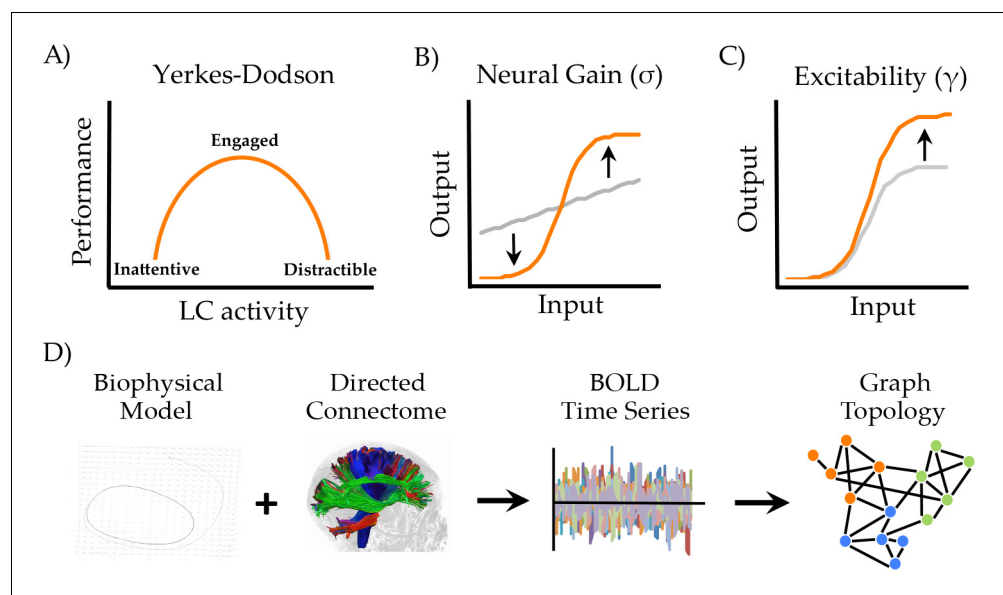 A)
Yerkes-Dodson
Performance
Engaged
Inattentive
Distractible
LC activity
B)
Neural Gain (σ)
Output
Input
C)
Excitability (γ)
Output
Input
D)
Biophysical
Model
+
Directed
Connectome
BOLD
Time Series
Graph
Topology